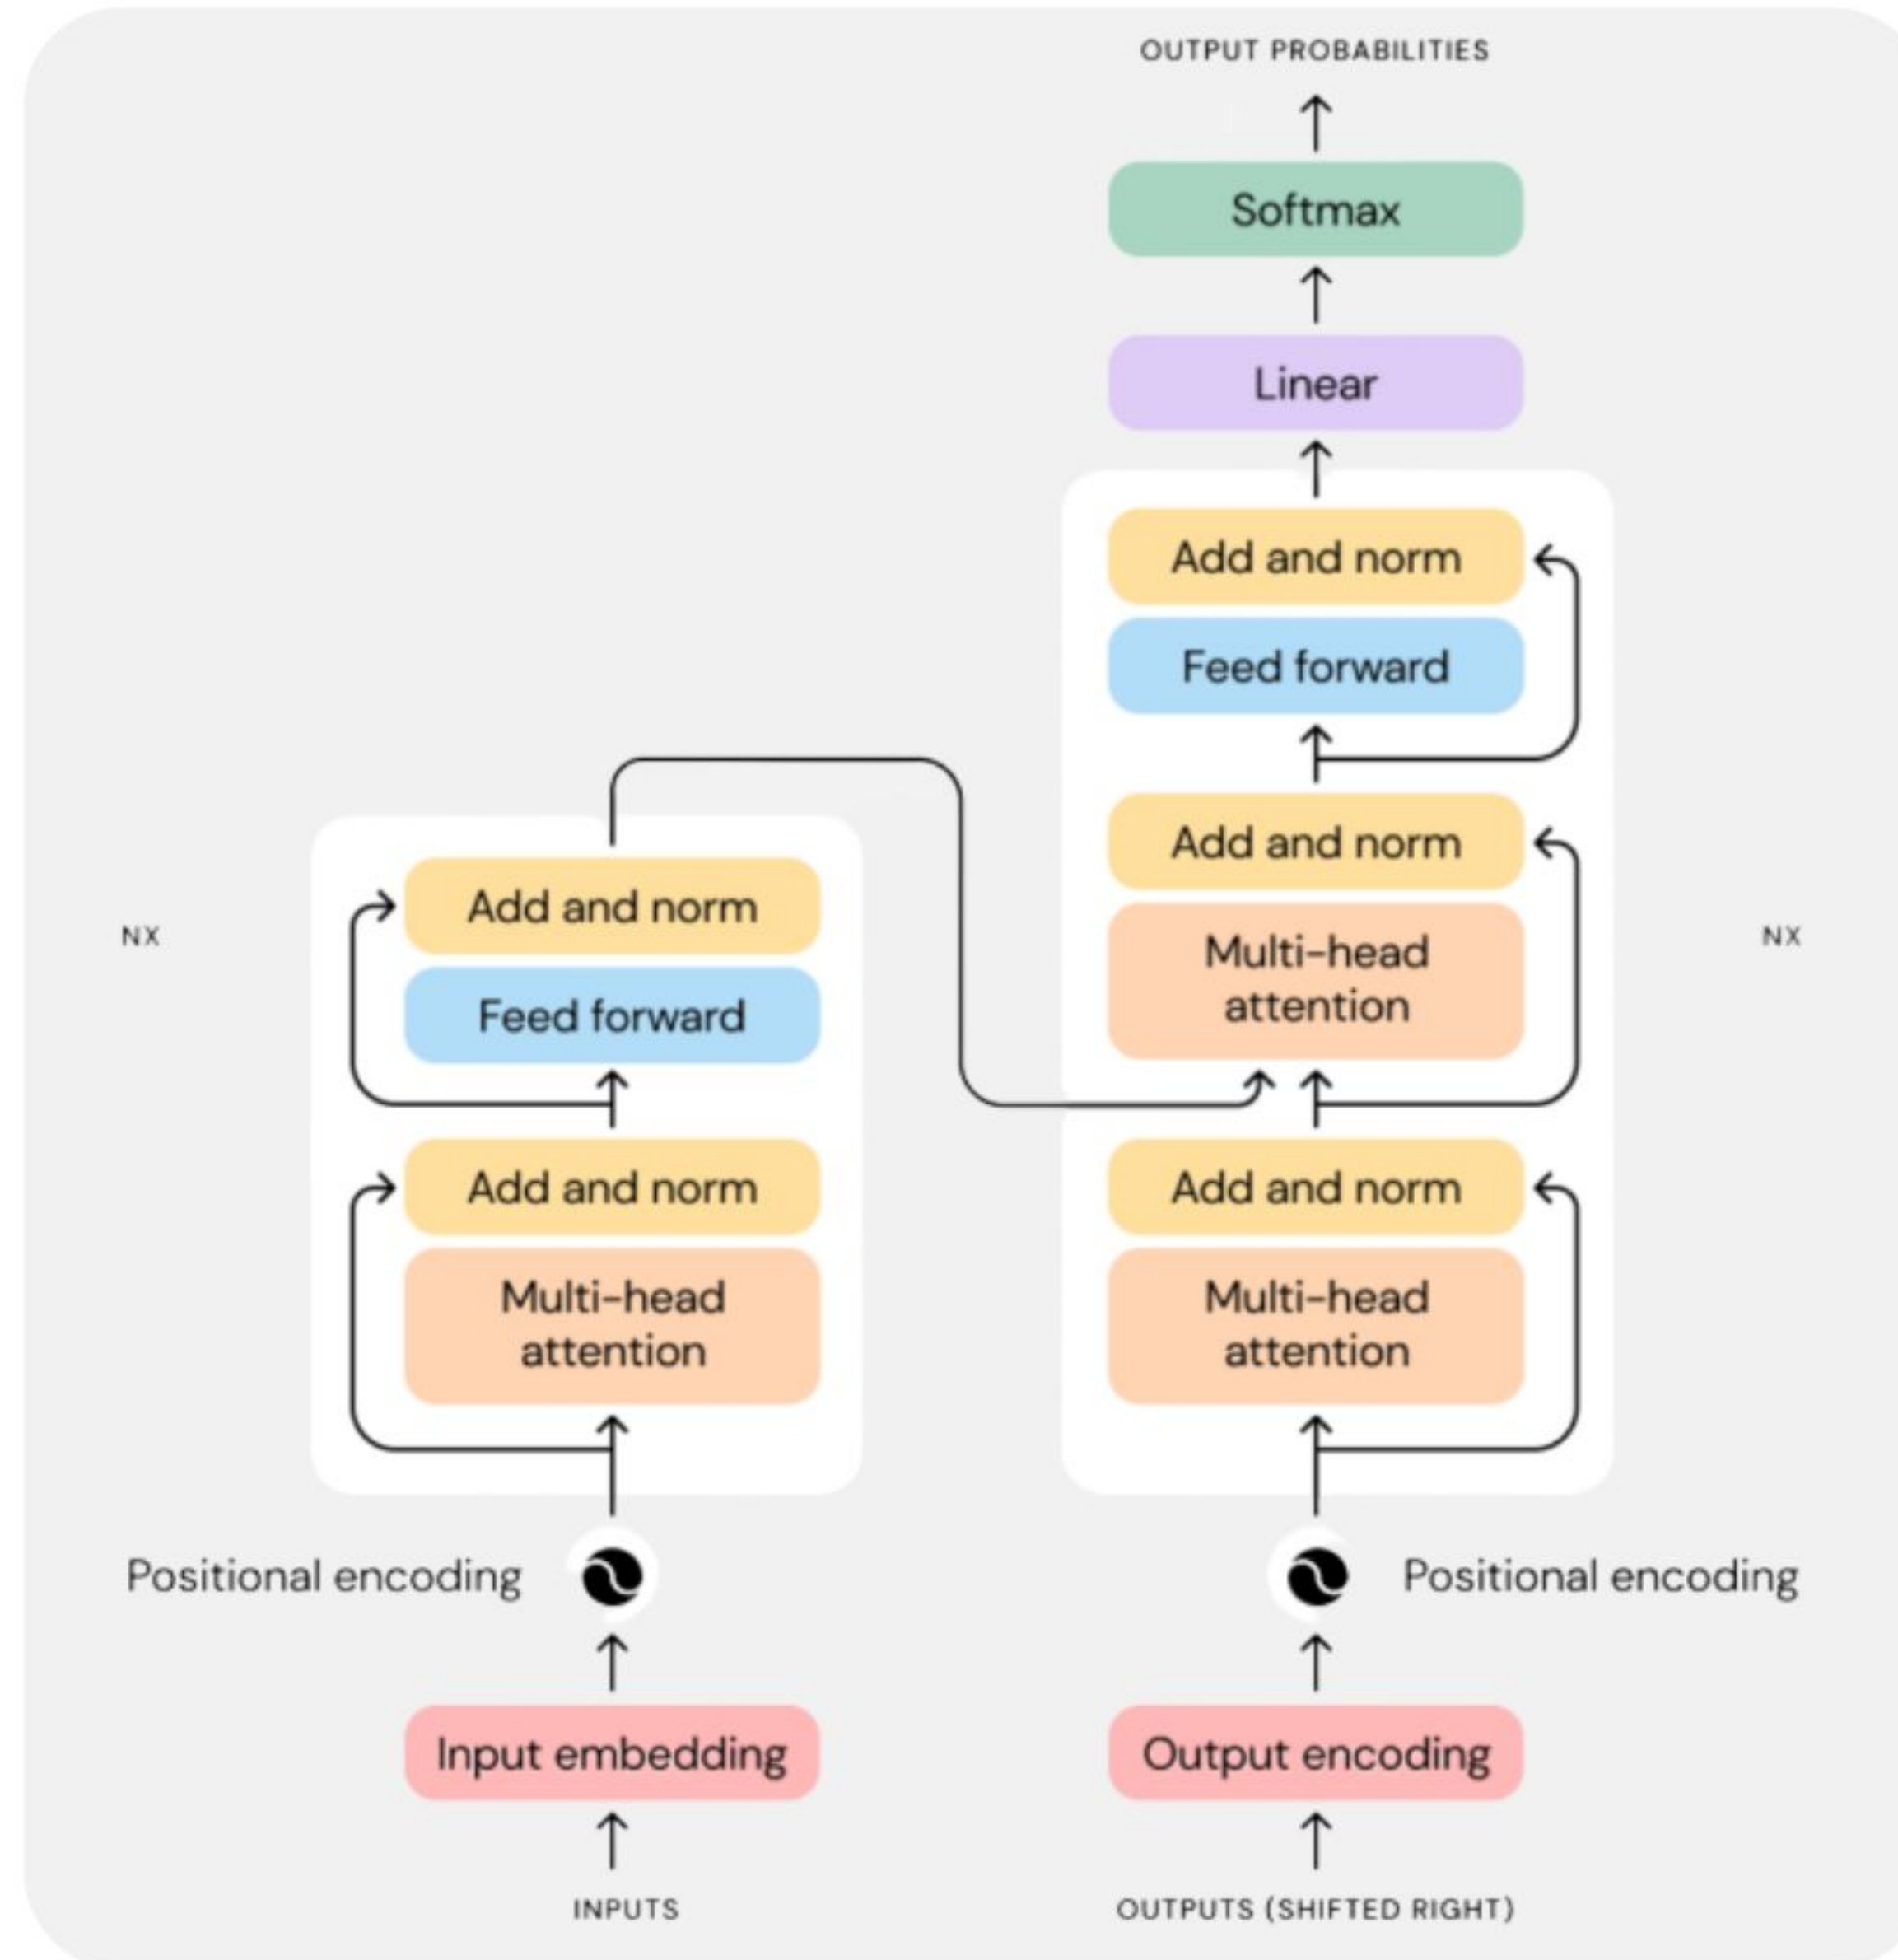 OUTPUT PROBABILITIES
Softmax
Linear
Add and norm
Feed forward
Add and norm
Multi-head
attention
Add and norm
Multi-head
attention
NX
Positional encoding
Output encoding
OUTPUTS (SHIFTED RIGHT)
NX
Add and norm
Feed forward
Add and norm
Multi-head
attention
Positional encoding
Input embedding
INPUTS